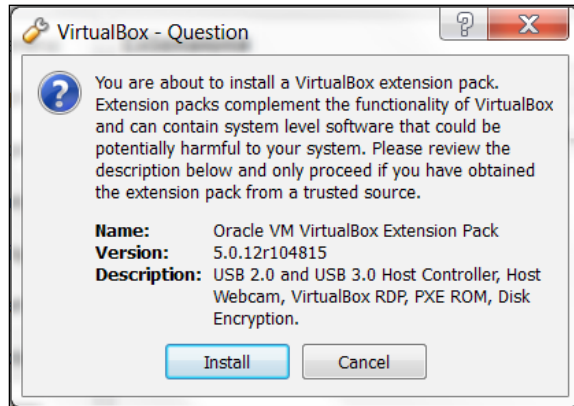 VirtualBox - Question
You are about to install a VirtualBox extension pack.
Extension packs complement the functionality of VirtualBox
and can contain system level software that could be
potentially harmful to your system. Please review the
description below and only proceed if you have obtained
the extension pack from a trusted source.
Name: Oracle VM VirtualBox Extension Pack
Version: 5.0.12r104815
Description: USB 2.0 and USB 3.0 Host Controller, Host
Webcam, VirtualBox RDP, PXE ROM, Disk
Encryption.
Install Cancel